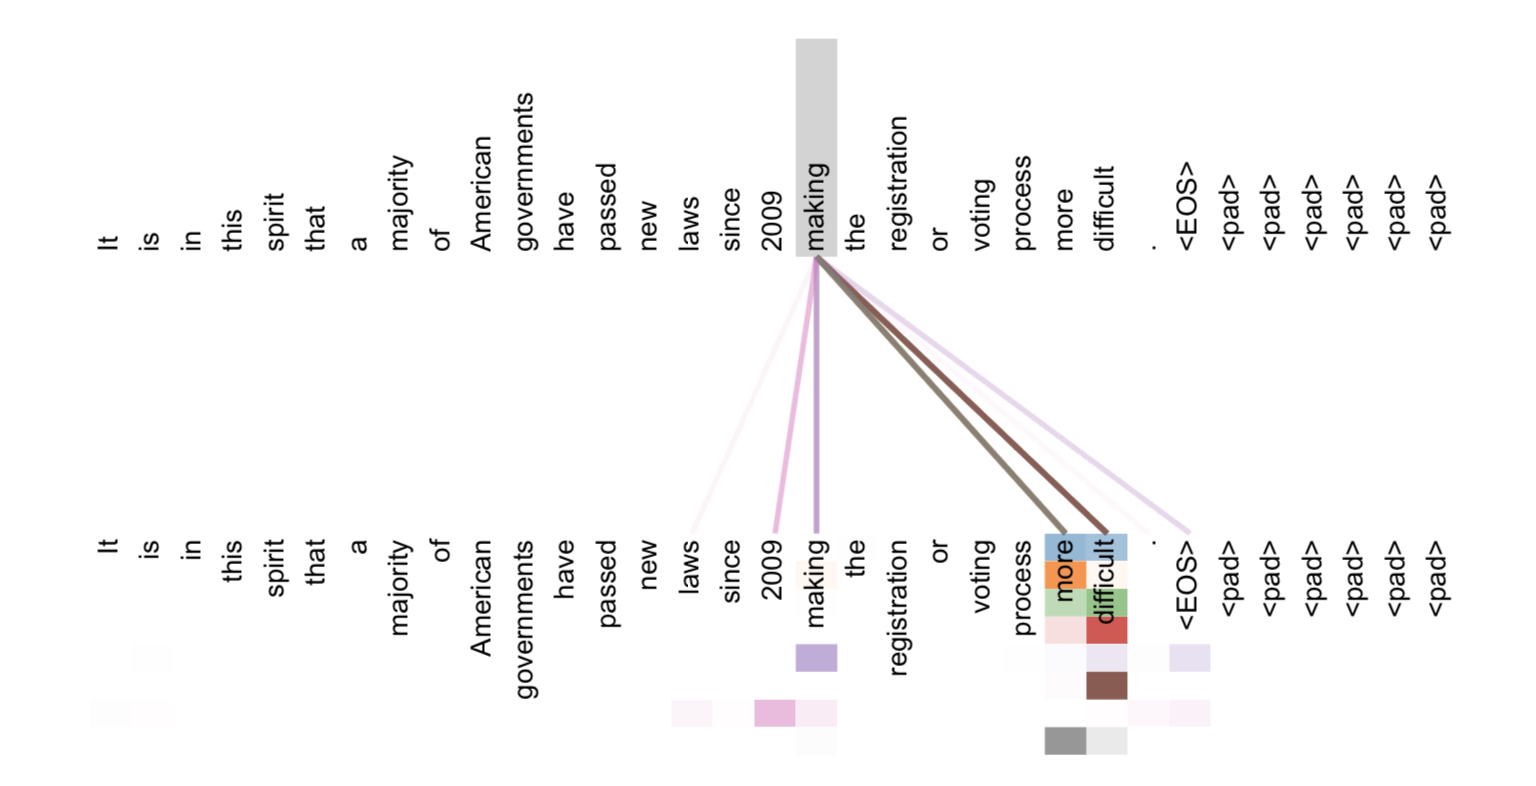 It is in this spirit that a majority of American governments have passed new laws since 2009 making the registration or voting process more difficult . <EOS> <pad> <pad> <pad> <pad> <pad> <pad>
It is in this spirit that a majority of American governments have passed new laws since 2009 making the registration or voting process more difficult . <EOS> <pad> <pad> <pad> <pad> <pad> <pad>